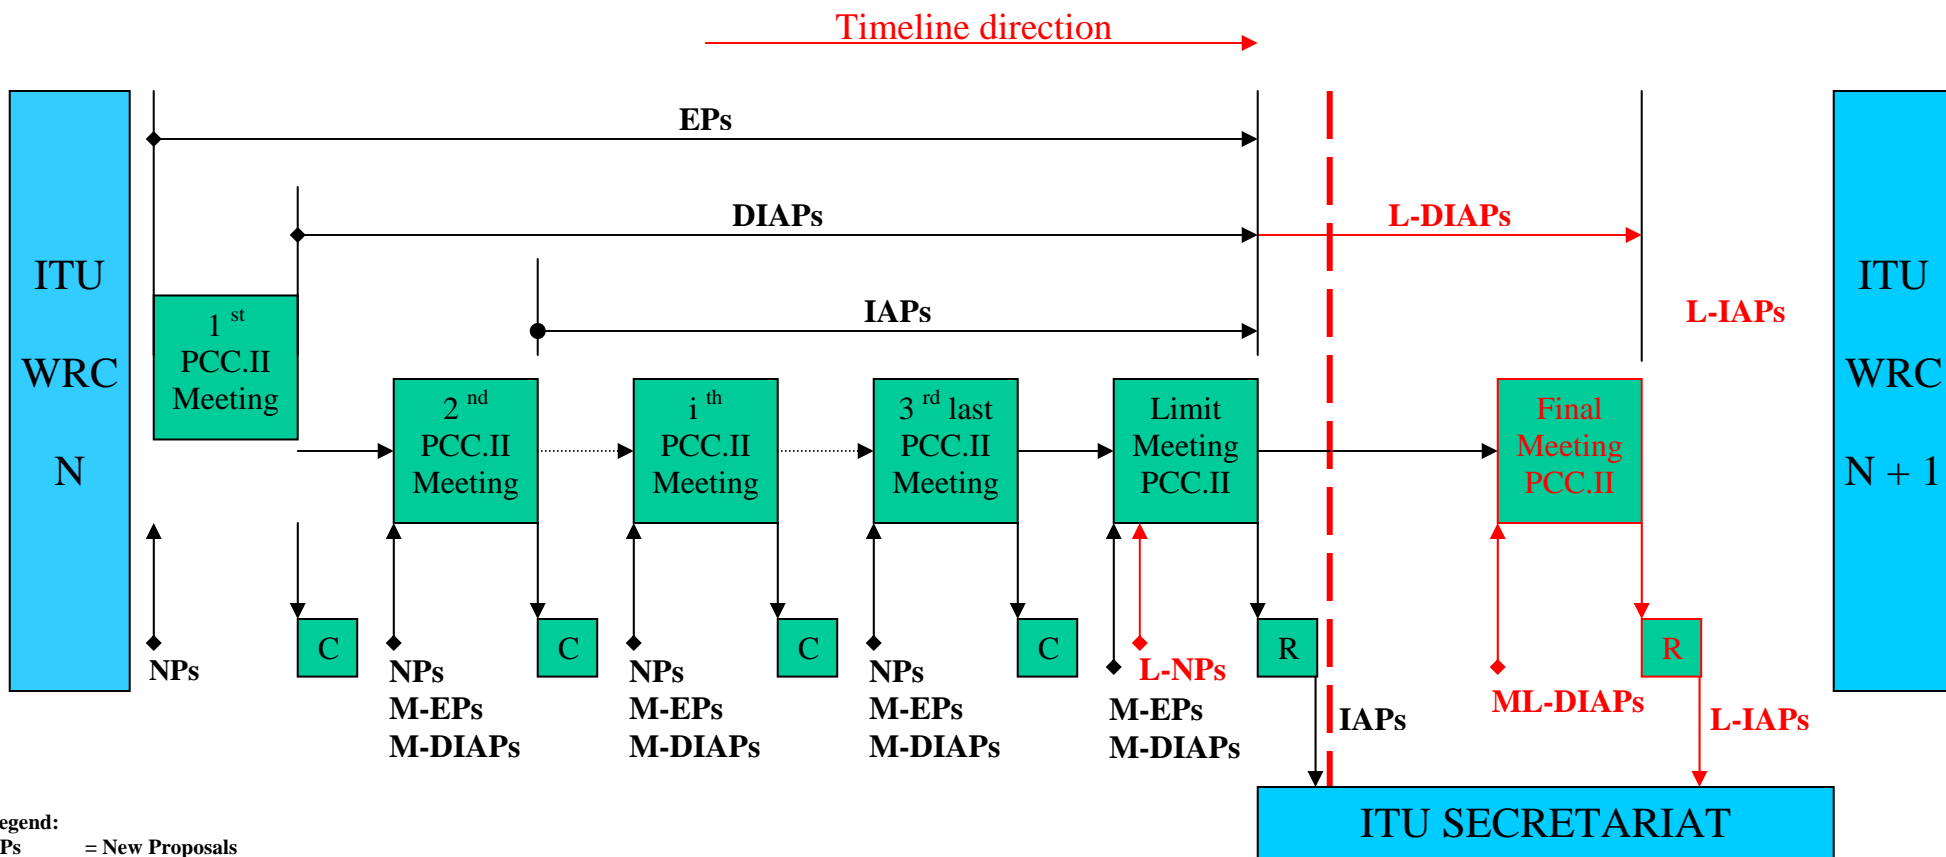 Timeline direction
EPs
DIAPs
L-DIAPs
IAPs
L-IAPs
ITU
WRC
N
1 st
PCC.II
Meeting
2 nd
PCC.II
Meeting
i th
PCC.II
Meeting
3 rd last
PCC.II
Meeting
Limit
Meeting
PCC.II
Final
Meeting
PCC.II
ITU
WRC
N + 1
C
C
C
C
R
R
NPs
NPs
M-EPs
M-DIAPs
NPs
M-EPs
M-DIAPs
NPs
M-EPs
M-DIAPs
L-NPs
M-EPs
M-DIAPs
IAPs
ML-DIAPs
L-IAPs
ITU SECRETARIAT
egend:
Ps = New Proposals